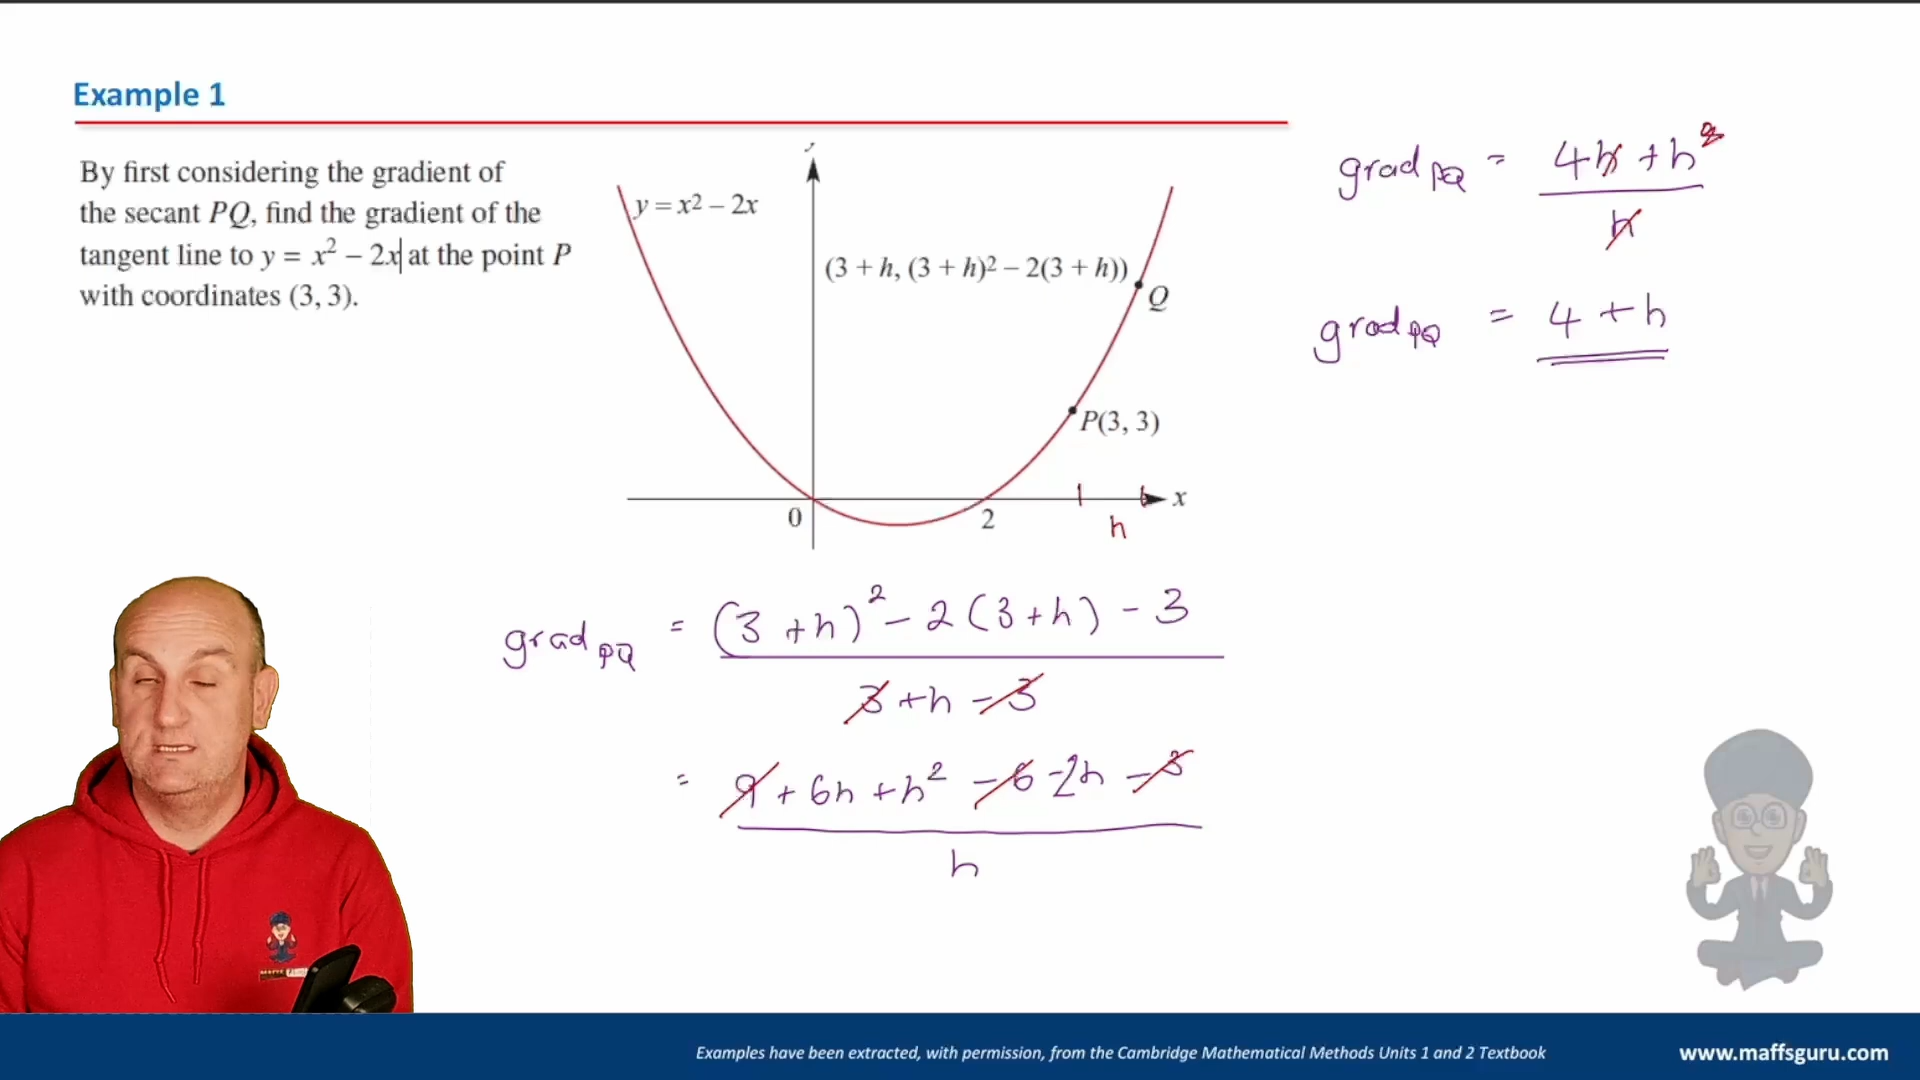 Example 1
By first considering the gradient of
the secant PQ, find the gradient of the
tangent line to y = x² − 2x at the point P
with coordinates (3, 3).
y = x² − 2x
(3 + h, (3 + h)² − 2(3 + h))
Q
P(3, 3)
x
0
2
h
grad PQ = (3 + h)² − 2(3 + h) − 3
3 + h − 3
= 9 + 6h + h² − 6 − 2h − 3
h
grad PQ = 4h + h²
h
grad PQ = 4 + h
Examples have been extracted, with permission, from the Cambridge Mathematical Methods Units 1 and 2 Textbook
www.maffsguru.com